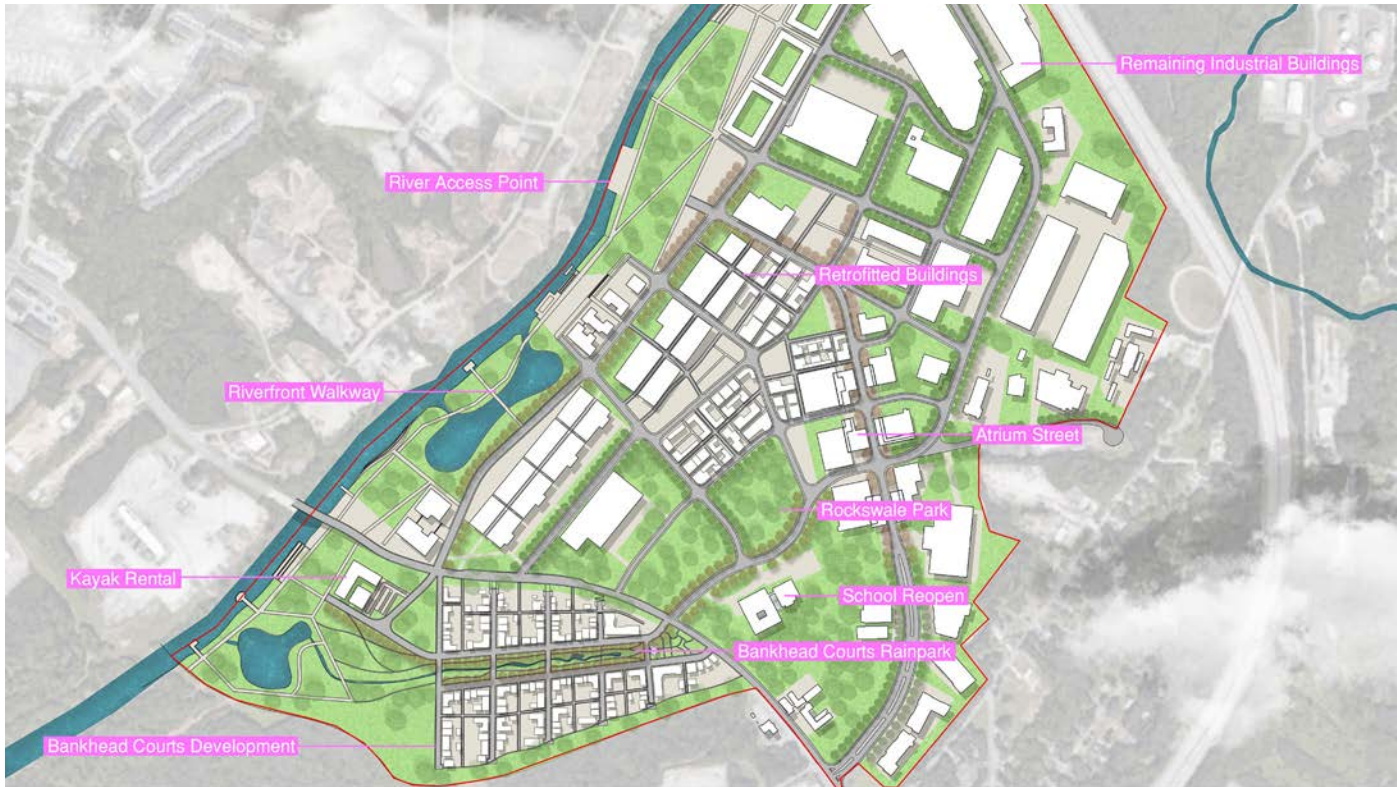 Remaining Industrial Buildings
River Access Point
Retrofitted Buildings
Riverfront Walkway
Atrium Street
Rockswale Park
Kayak Rental
School Reopen
Bankhead Courts Rainpark
Bankhead Courts Development